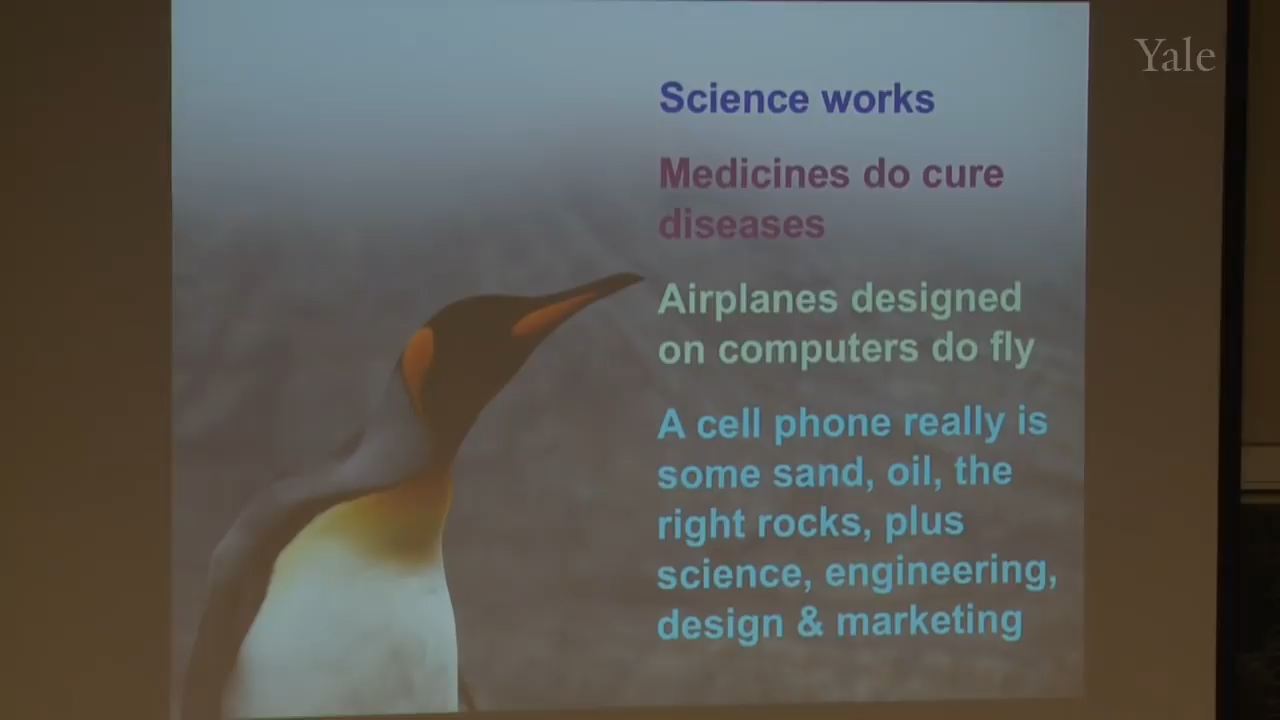 Yale
Science works
Medicines do cure
diseases
Airplanes designed
on computers do fly
A cell phone really is
some sand, oil, the
right rocks, plus
science, engineering,
design & marketing